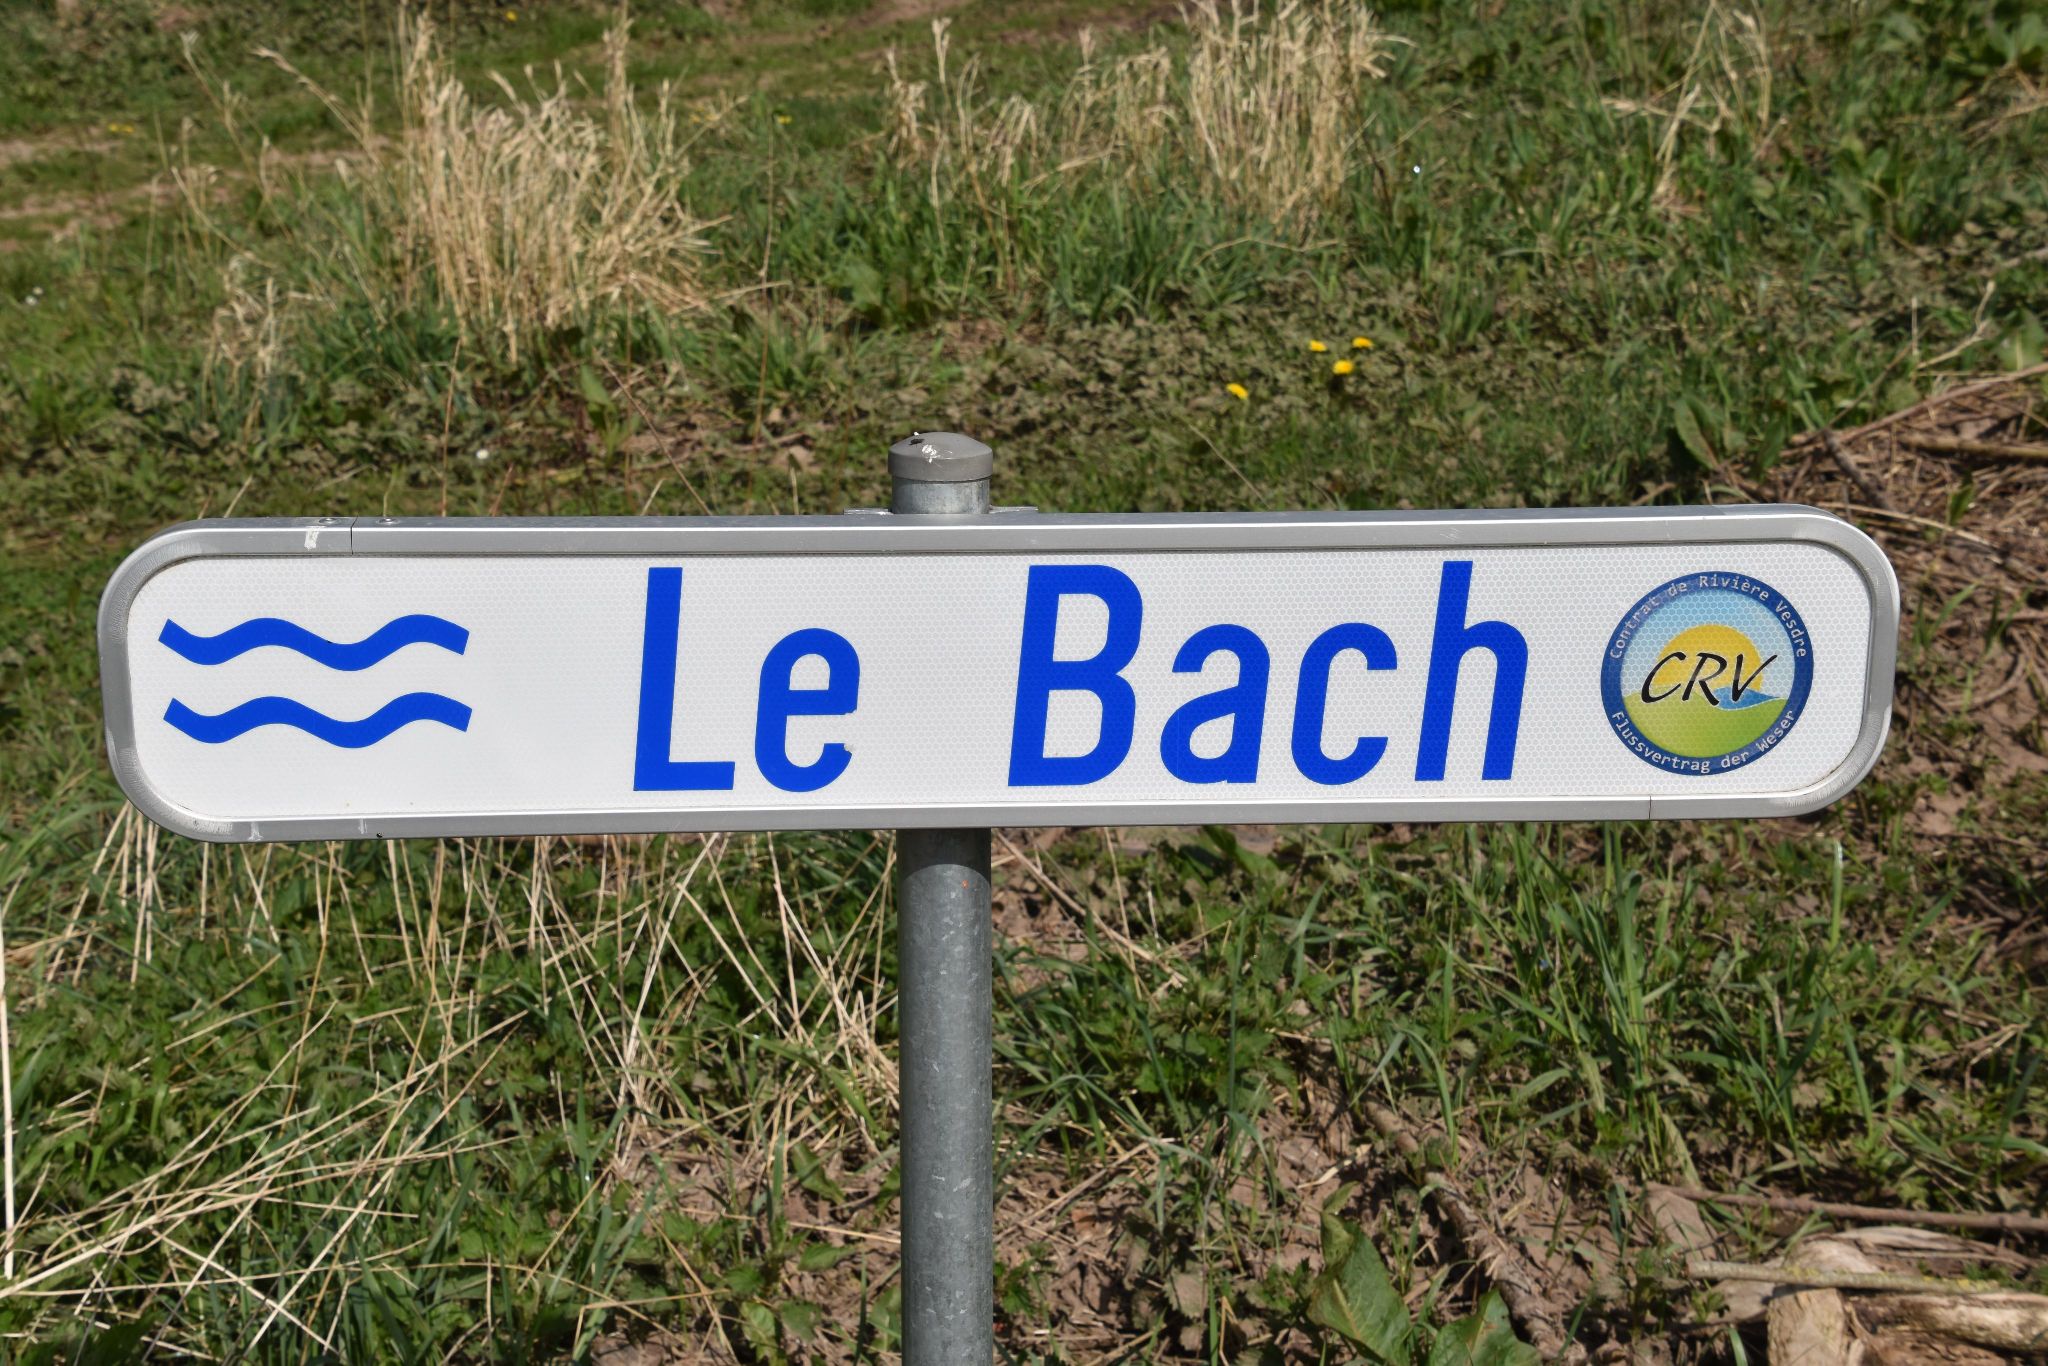 Le Bach
Contrat de Rivière Vesdre
CRV
Flussvertrag der Weser